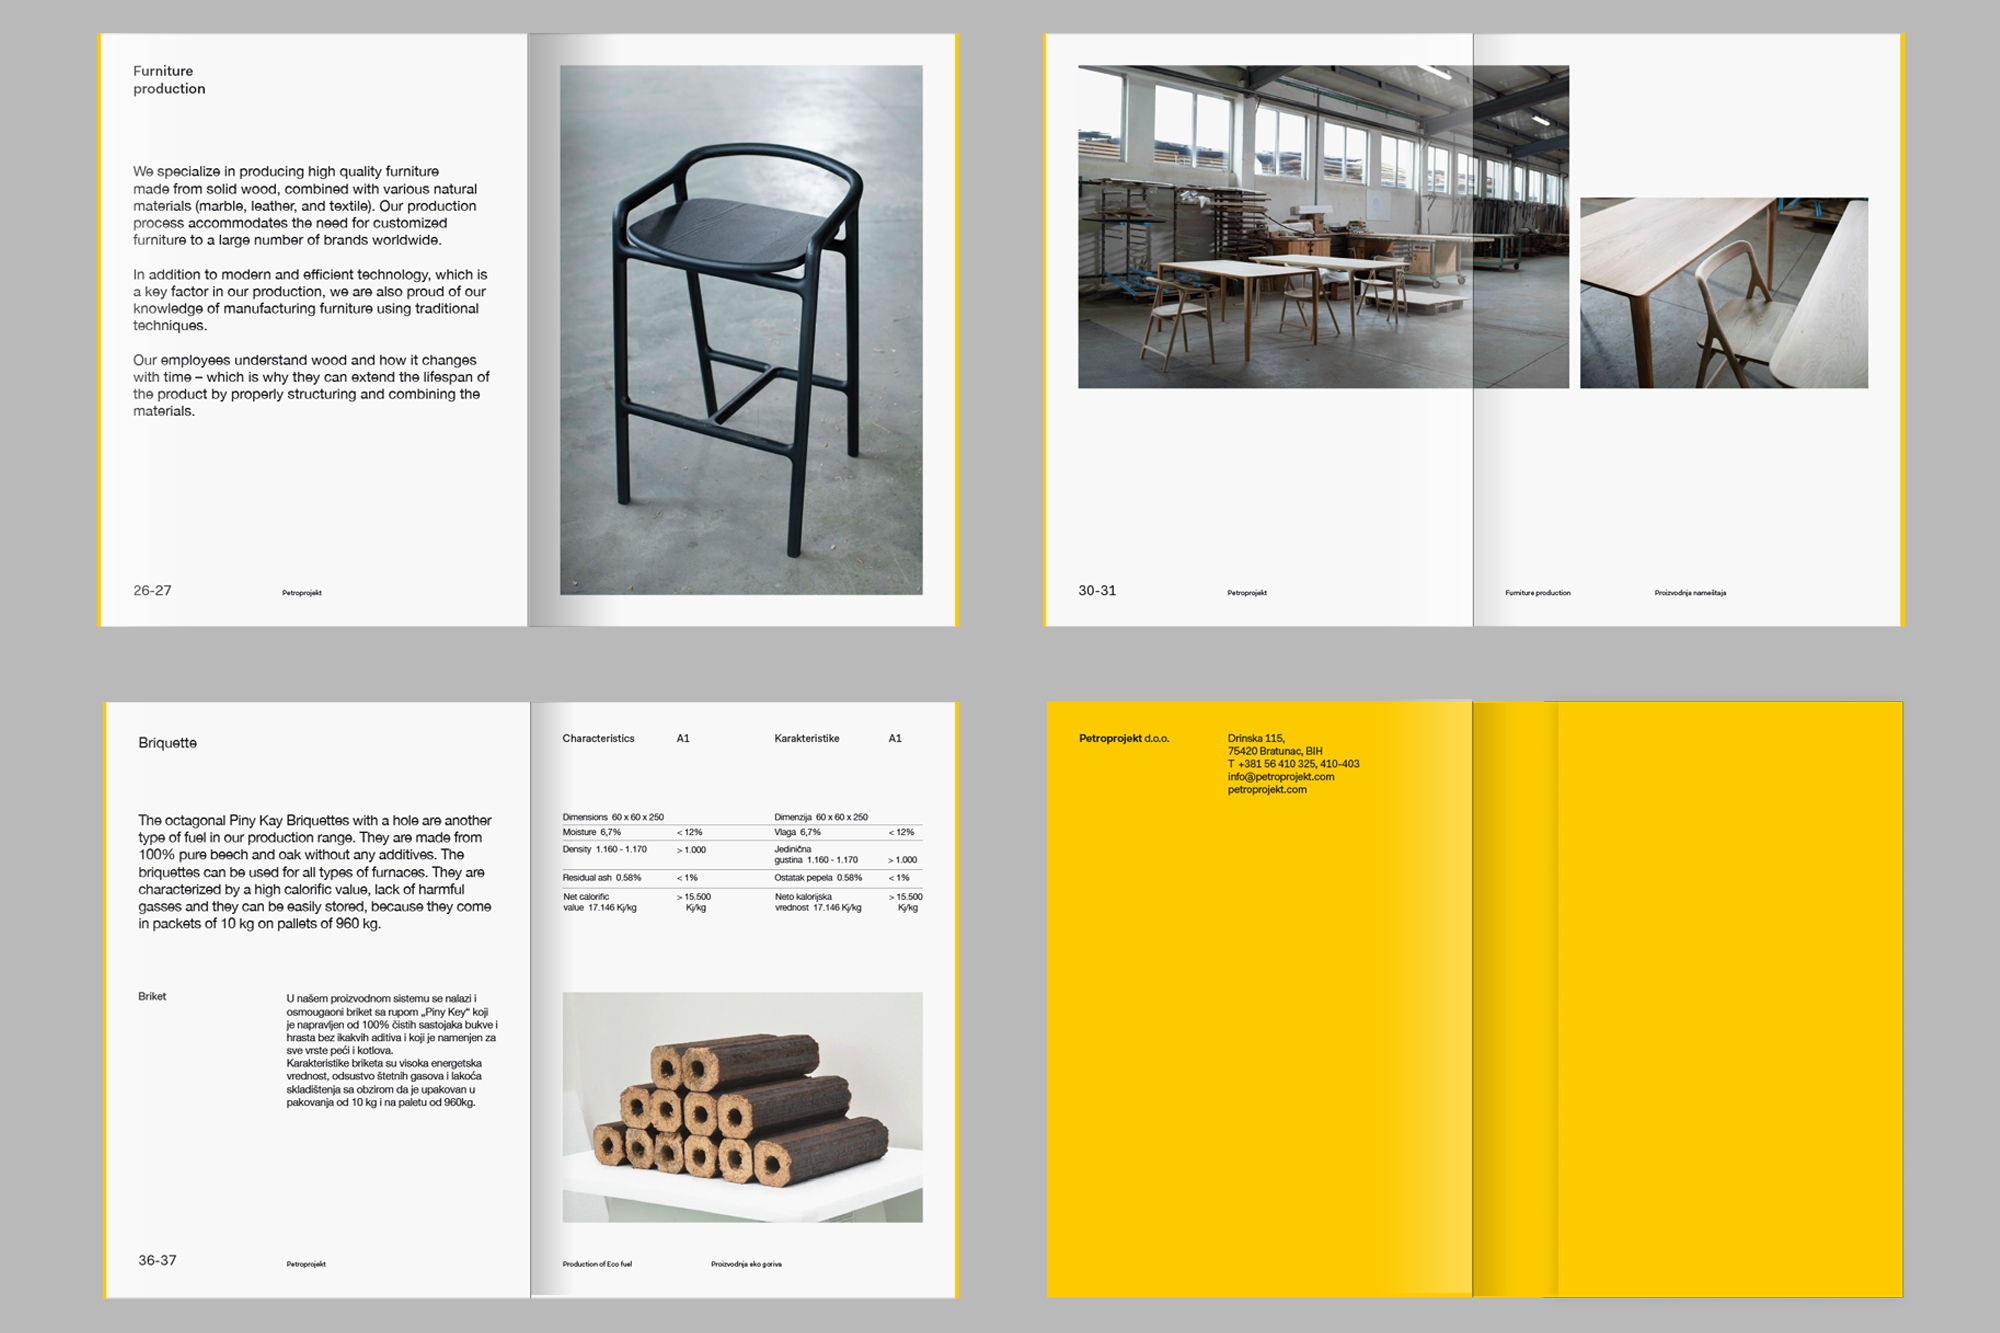 Furniture
production
We specialize in producing high quality furniture
made from solid wood, combined with various natural
materials (marble, leather, and textile). Our production
process accommodates the need for customized
furniture to a large number of brands worldwide.
In addition to modern and efficient technology, which is
a key factor in our production, we are also proud of our
knowledge of manufacturing furniture using traditional
techniques.
Our employees understand wood and how it changes
with time – which is why they can extend the lifespan of
the product by properly structuring and combining the
materials.
26-27 Petroprojekt
30-31 Petroprojekt Furniture production Proizvodnja nameštaja
Briquette
The octagonal Piny Kay Briquettes with a hole are another
type of fuel in our production range. They are made from
100% pure beech and oak without any additives. The
briquettes can be used for all types of furnaces. They are
characterized by a high calorific value, lack of harmful
gasses and they can be easily stored, because they come
in packets of 10 kg on pallets of 960 kg.
Briket
U našem proizvodnom sistemu se nalazi i
osmougaoni briket sa rupom „Piny Key“ koji
je napravljen od 100% čistih sastojaka bukve i
hrasta bez ikakvih aditiva i koji je namenjen za
sve vrste peći i kotlova.
Karakteristike briketa su visoka energetska
vrednost, odsustvo štetnih gasova i lakoća
skladištenja sa obzirom da je upakovan u
pakovanja od 10 kg i na paletu od 960kg.
36-37 Petroprojekt
Characteristics A1 Karakteristike A1
Dimensions 60 x 60 x 250 Dimenzija 60 x 60 x 250
Moisture 6,7% < 12% Vlaga 6,7% < 12%
Density 1.160 - 1.170 > 1.000 Jedinična
gustina 1.160 - 1.170 > 1.000
Residual ash 0.58% < 1% Ostatak pepela 0.58% < 1%
Net calorific > 15.500 Neto kalorijska > 15.500
value 17.146 Kj/kg Kj/kg vrednost 17.146 Kj/kg Kj/kg
Production of Eco fuel Proizvodnja eko goriva
Petroprojekt d.o.o.
Drinska 115,
75420 Bratunac, BIH
T +381 56 410 325, 410-403
info@petroprojekt.com
petroprojekt.com